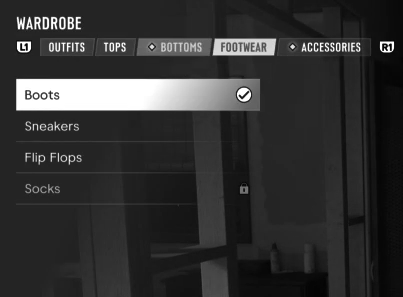 WARDROBE
L1 OUTFITS TOPS BOTTOMS FOOTWEAR ACCESSORIES R1
Boots
Sneakers
Flip Flops
Socks